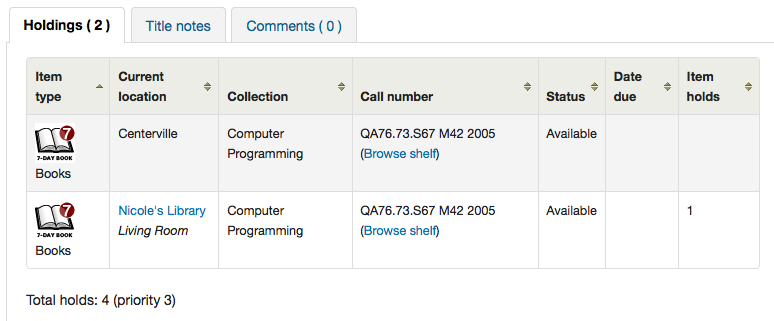 Holdings ( 2 ) Title notes Comments ( 0 )
Item type Current location Collection Call number Status Date due Item holds
7
7-DAY BOOK
Books Centerville Computer Programming QA76.73.S67 M42 2005 (Browse shelf) Available
7
7-DAY BOOK
Books Nicole's Library Living Room Computer Programming QA76.73.S67 M42 2005 (Browse shelf) Available 1
Total holds: 4 (priority 3)